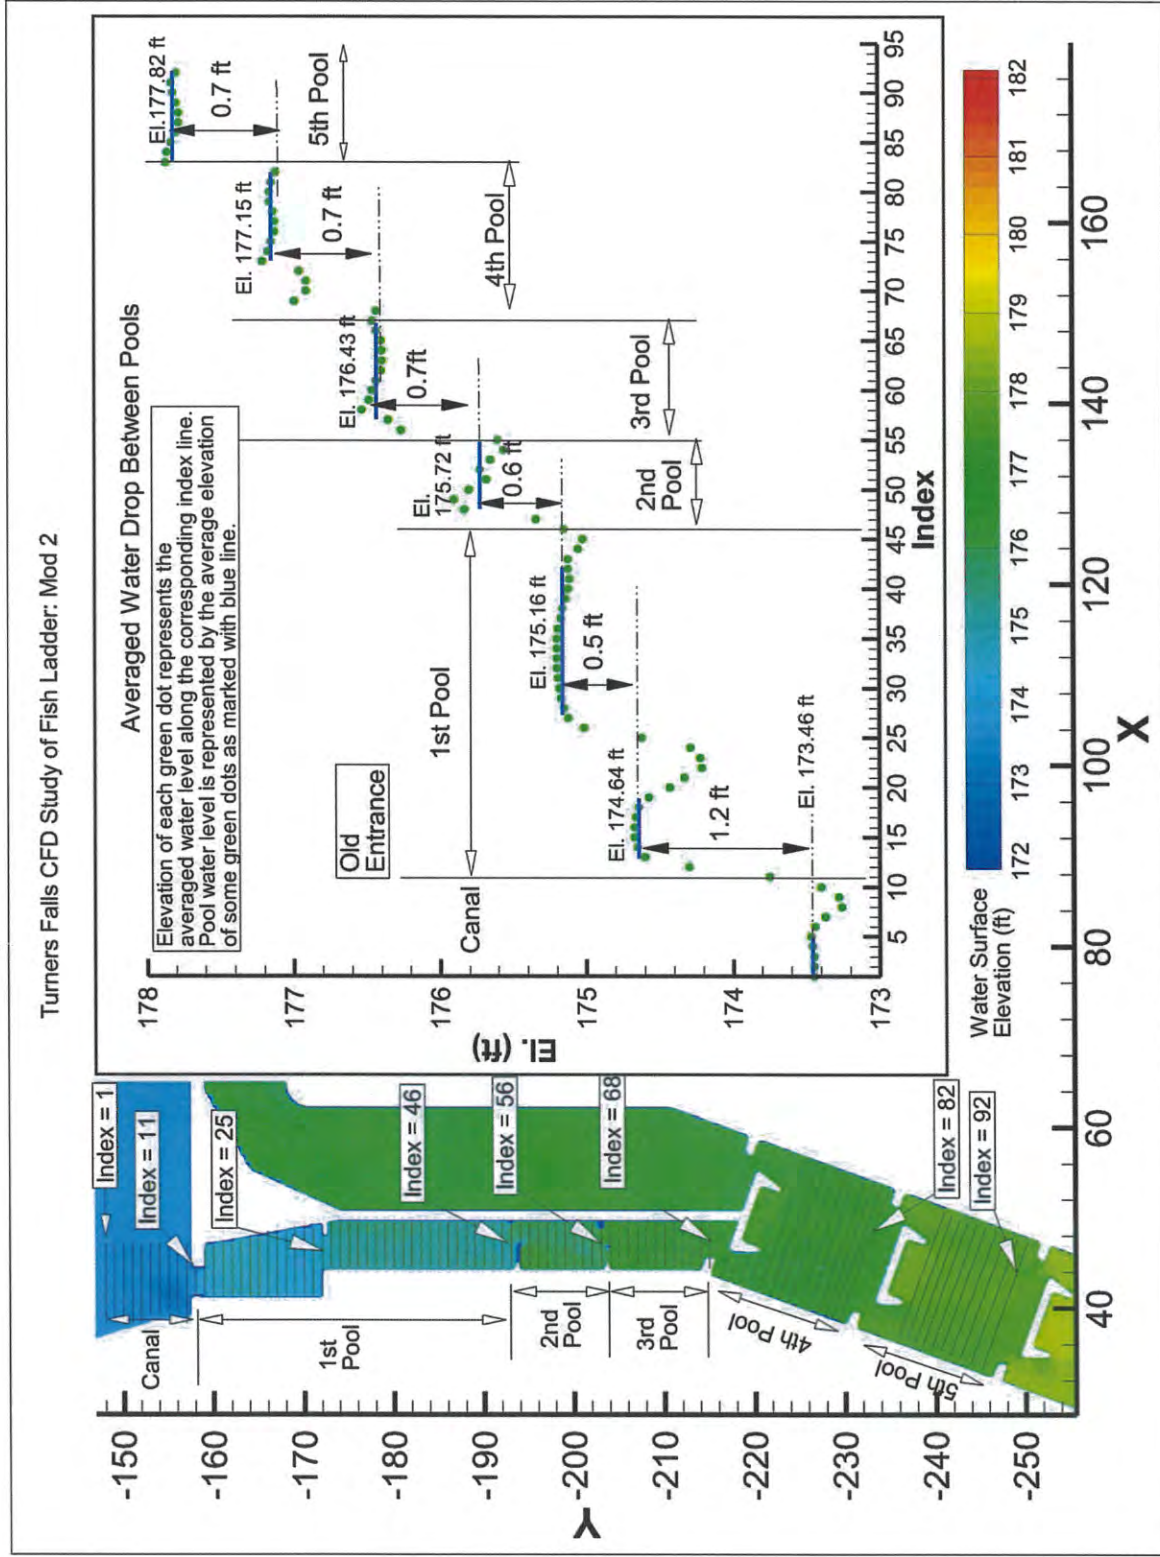 Turners Falls CFD Study of Fish Ladder: Mod 2
Averaged Water Drop Between Pools
Elevation of each green dot represents the
averaged water level along the corresponding index line.
Pool water level is represented by the average elevation
of some green dots as marked with blue line.
Old
Entrance
Canal
1st Pool
2nd
Pool
3rd Pool
4th Pool
5th Pool
El. 173.46 ft
1.2 ft
El. 174.64 ft
0.5 ft
El. 175.16 ft
0.6 ft
El.
175.72 ft
0.7ft
El. 176.43 ft
0.7 ft
El. 177.15 ft
0.7 ft
El.177.82 ft
El. (ft)
178
177
176
175
174
173
5 10 15 20 25 30 35 40 45 50 55 60 65 70 75 80 85 90 95
Index
Index = 1
Index = 11
Index = 25
Index = 46
Index = 56
Index = 68
Index = 82
Index = 92
Canal
1st
Pool
2nd
Pool
3rd
Pool
4th Pool
5th Pool
Water Surface
Elevation (ft)
172 173 174 175 176 177 178 179 180 181 182
Y
-150
-160
-170
-180
-190
-200
-210
-220
-230
-240
-250
40 60 80 100 120 140 160
X